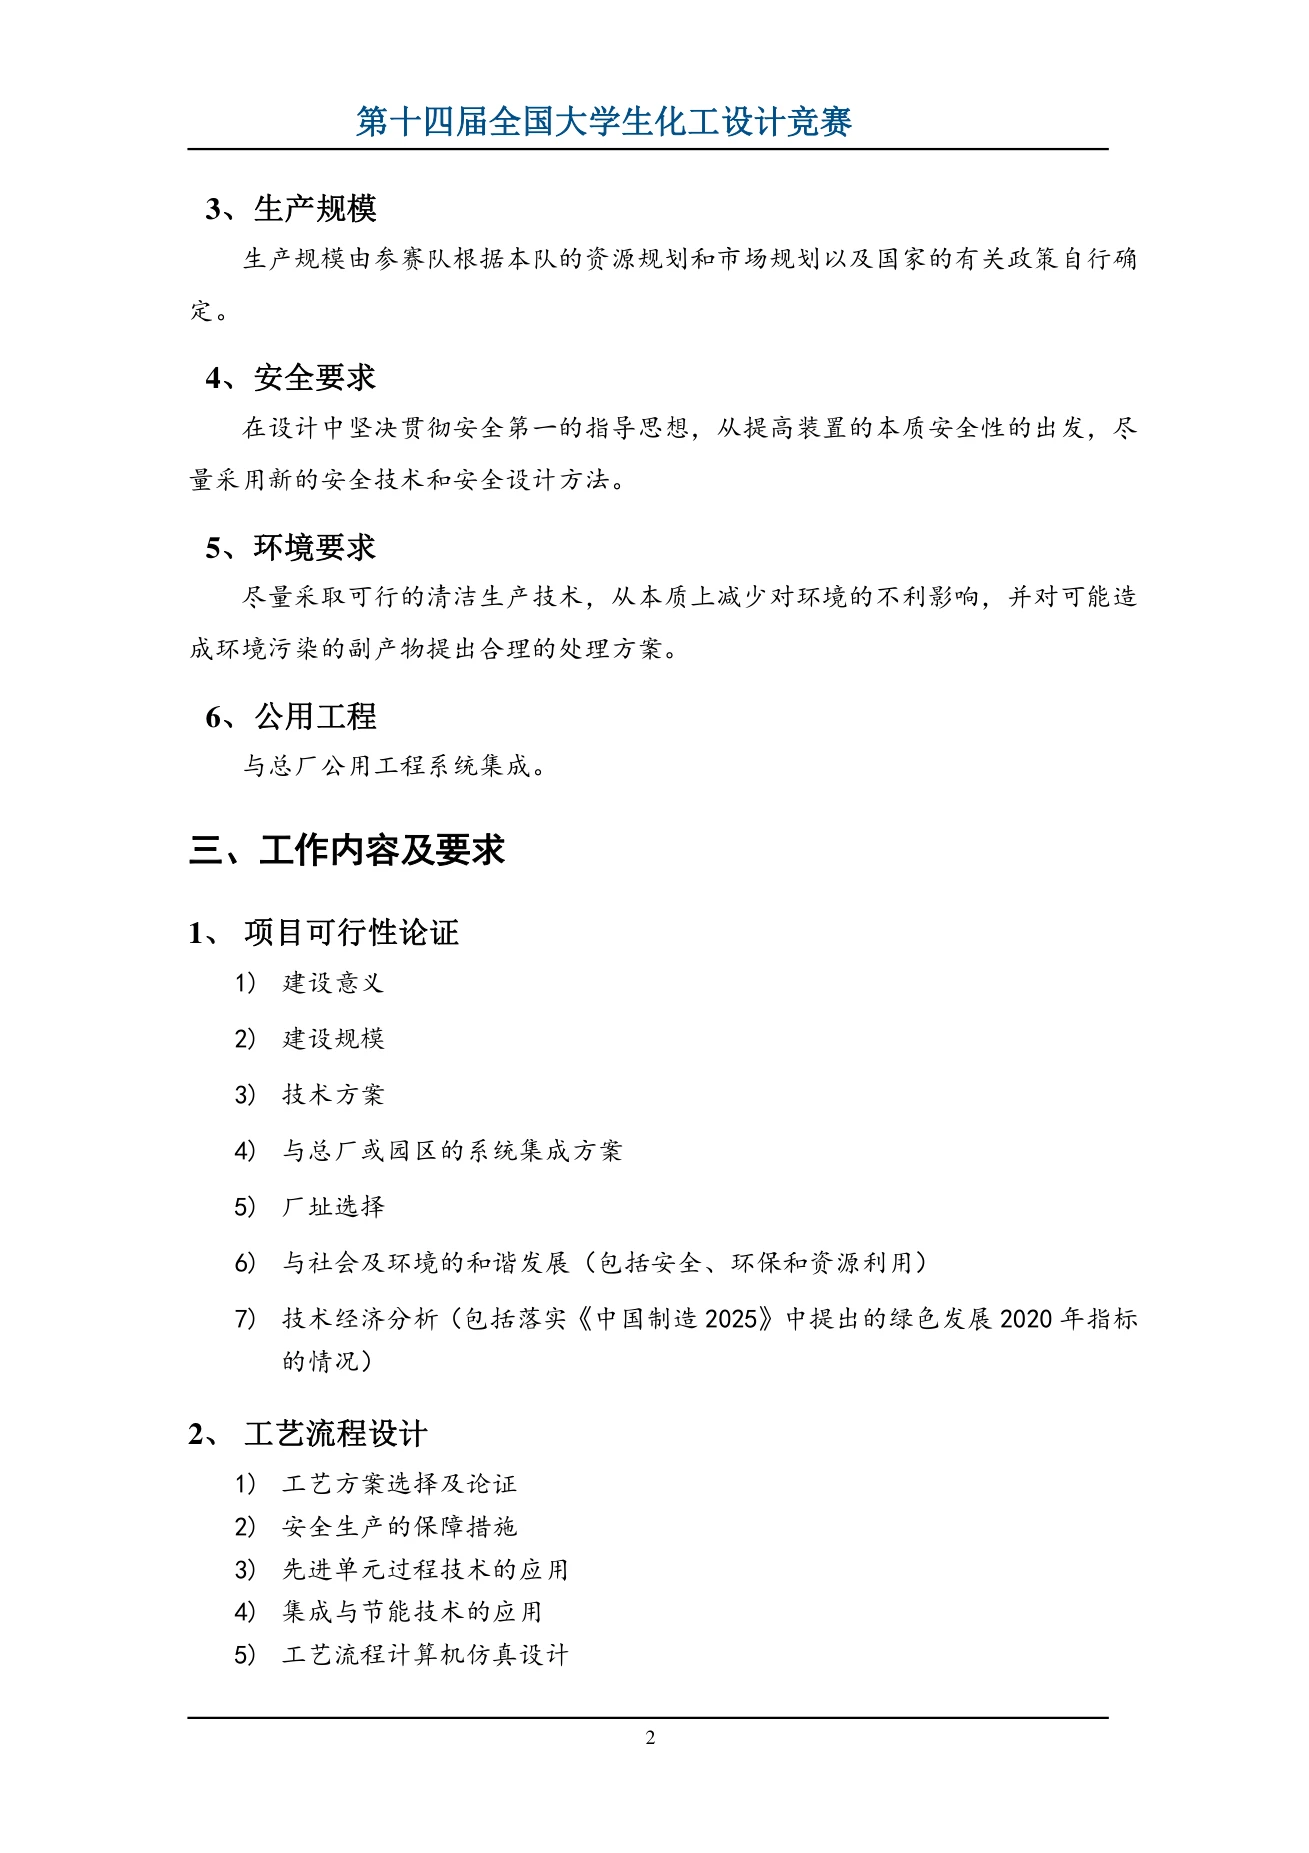 第十四届全国大学生化工设计竞赛
3、生产规模
生产规模由参赛队根据本队的资源规划和市场规划以及国家的有关政策自行确
定。
4、安全要求
在设计中坚决贯彻安全第一的指导思想，从提高装置的本质安全性的出发，尽
量采用新的安全技术和安全设计方法。
5、环境要求
尽量采取可行的清洁生产技术，从本质上减少对环境的不利影响，并对可能造
成环境污染的副产物提出合理的处理方案。
6、公用工程
与总厂公用工程系统集成。
三、工作内容及要求
1、 项目可行性论证
1） 建设意义
2） 建设规模
3） 技术方案
4） 与总厂或园区的系统集成方案
5） 厂址选择
6） 与社会及环境的和谐发展（包括安全、环保和资源利用）
7） 技术经济分析（包括落实《中国制造 2025》中提出的绿色发展 2020 年指标
的情况）
2、 工艺流程设计
1） 工艺方案选择及论证
2） 安全生产的保障措施
3） 先进单元过程技术的应用
4） 集成与节能技术的应用
5） 工艺流程计算机仿真设计
2